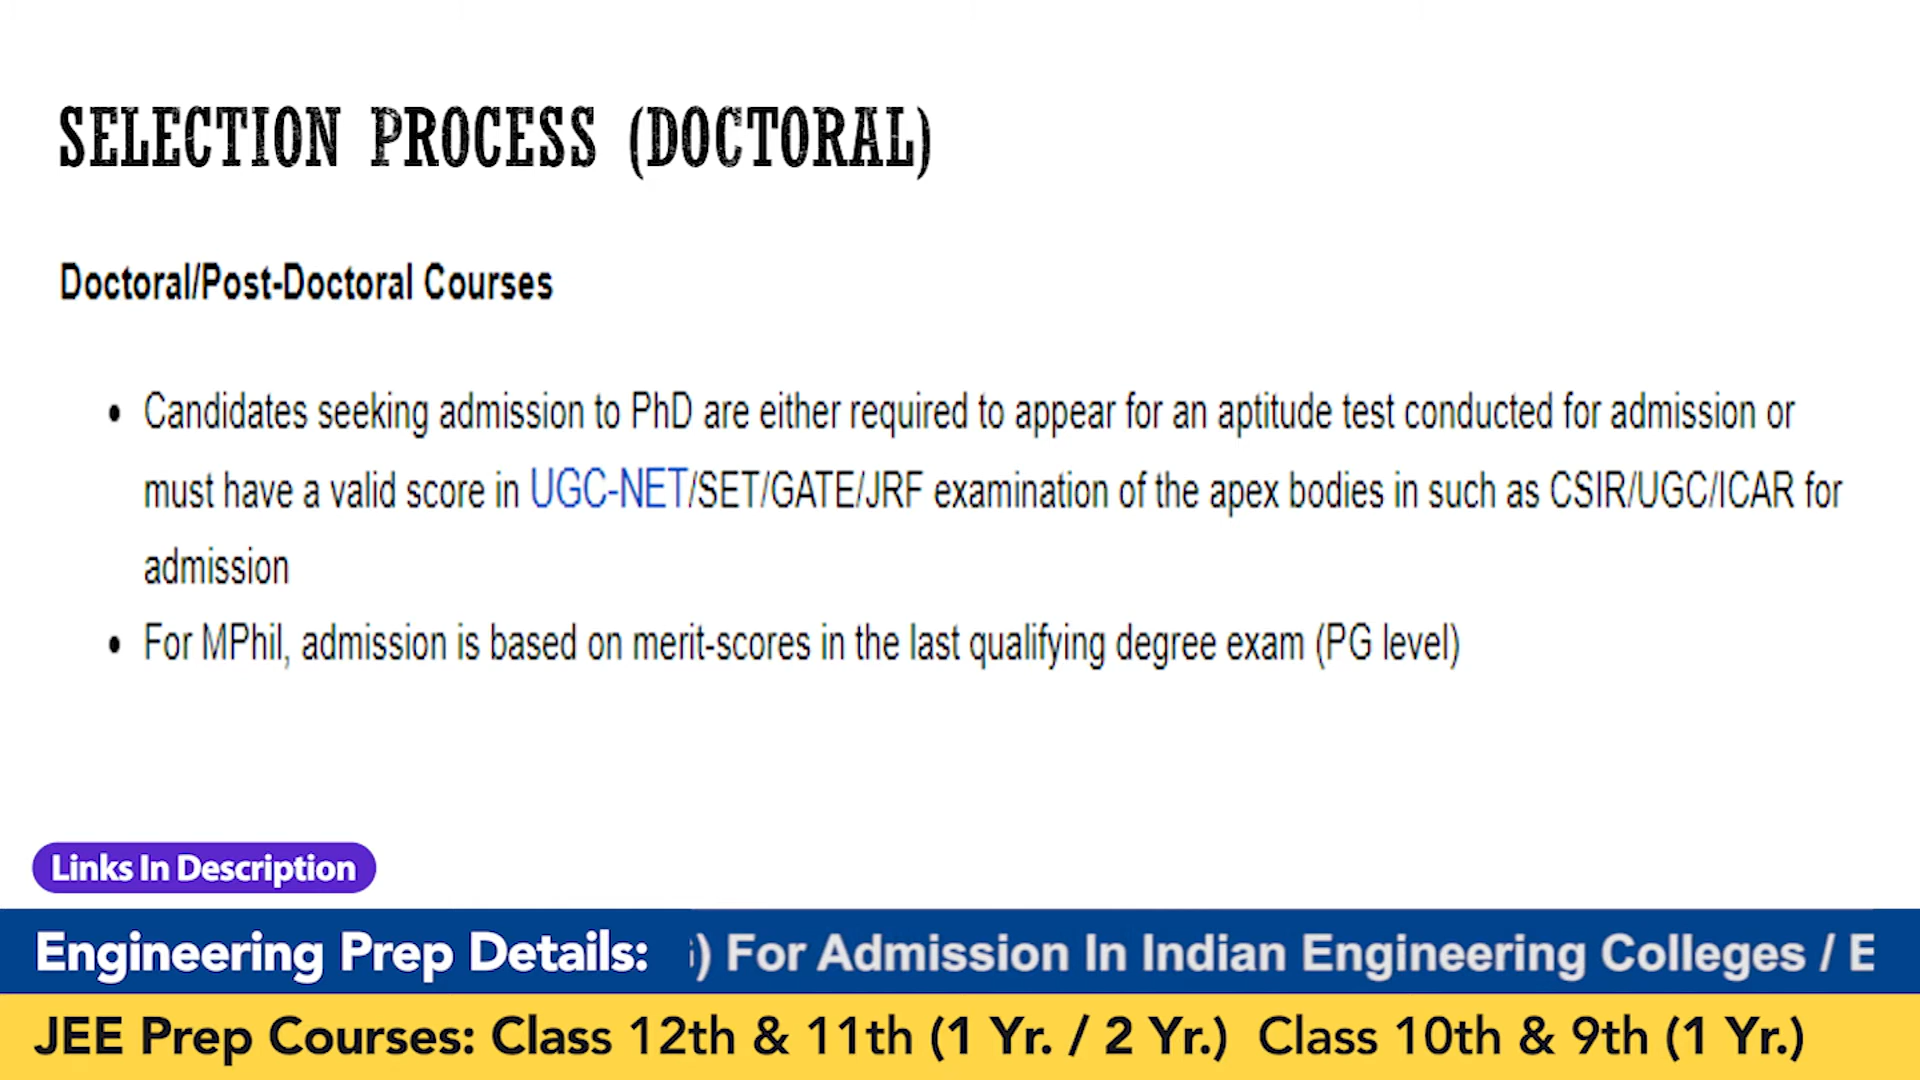 SELECTION PROCESS (DOCTORAL)
Doctoral/Post-Doctoral Courses
• Candidates seeking admission to PhD are either required to appear for an aptitude test conducted for admission or
must have a valid score in UGC-NET/SET/GATE/JRF examination of the apex bodies in such as CSIR/UGC/ICAR for
admission
• For MPhil, admission is based on merit-scores in the last qualifying degree exam (PG level)
Links In Description
Engineering Prep Details: ) For Admission In Indian Engineering Colleges / E
JEE Prep Courses: Class 12th & 11th (1 Yr. / 2 Yr.) Class 10th & 9th (1 Yr.)